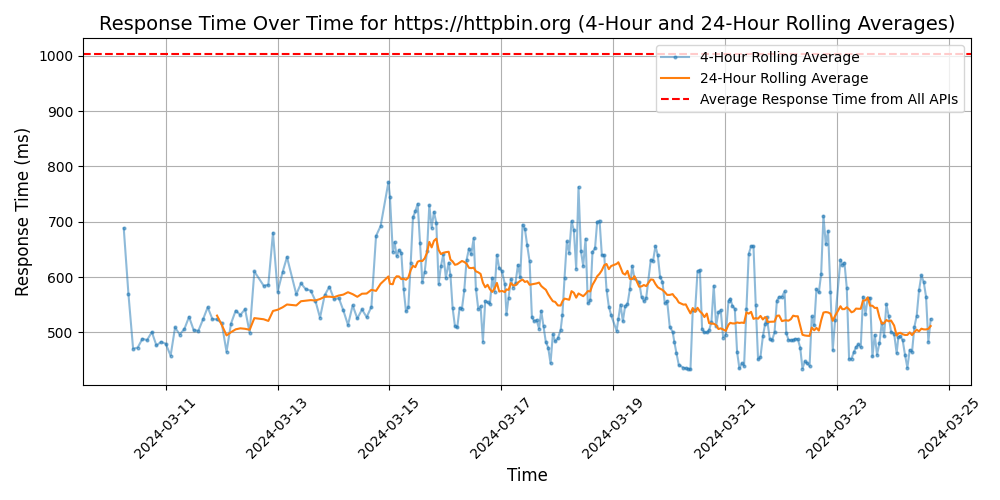 Response Time Over Time for https://httpbin.org (4-Hour and 24-Hour Rolling Averages)
4-Hour Rolling Average
24-Hour Rolling Average
Average Response Time from All APIs
Response Time (ms)
1000
900
800
700
600
500
2024-03-11
2024-03-13
2024-03-15
2024-03-17
2024-03-19
2024-03-21
2024-03-23
2024-03-25
Time